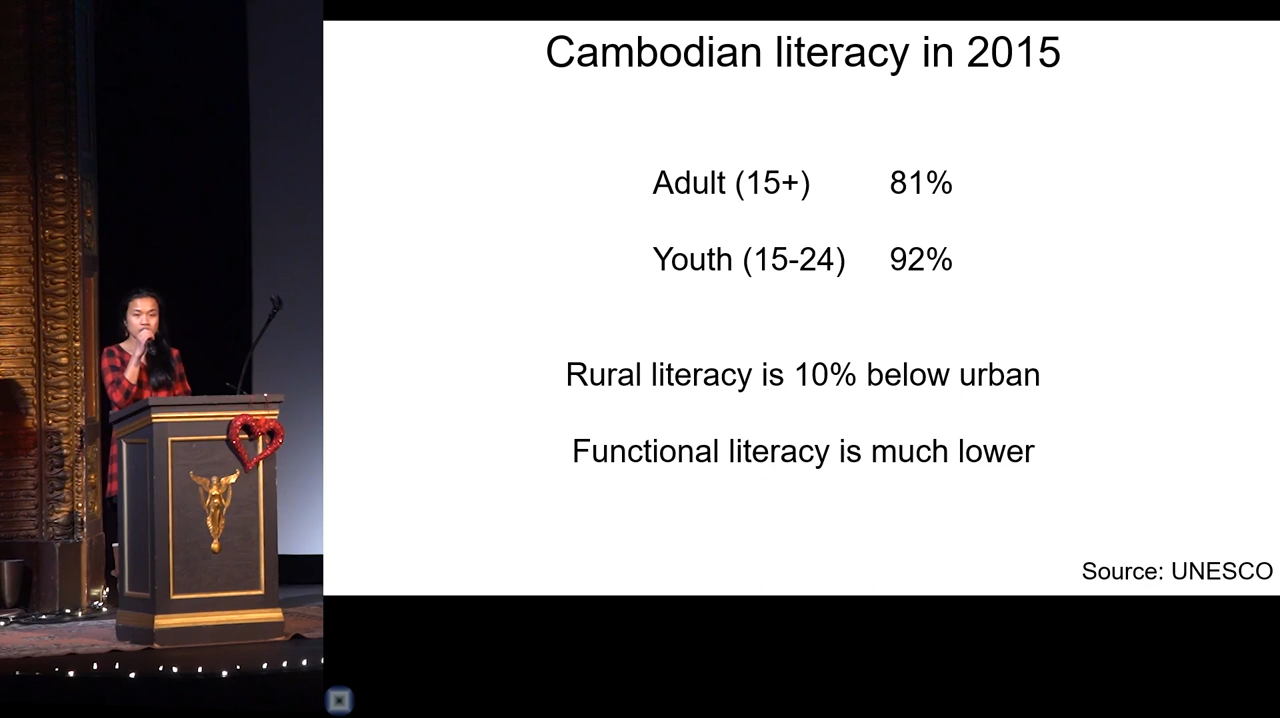 Cambodian literacy in 2015
Adult (15+) 81%
Youth (15-24) 92%
Rural literacy is 10% below urban
Functional literacy is much lower
Source: UNESCO